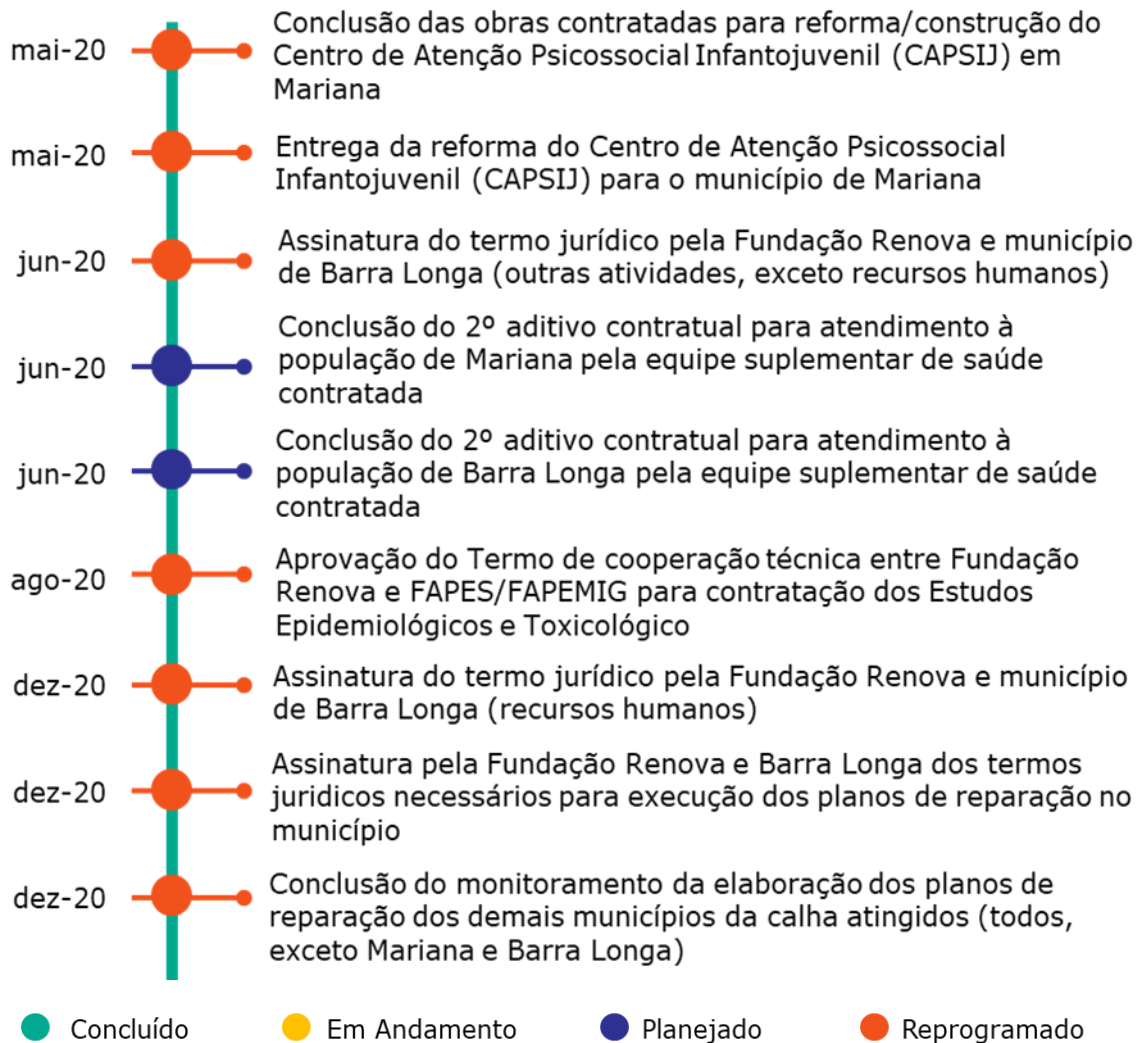 mai-20
Conclusão das obras contratadas para reforma/construção do
Centro de Atenção Psicossocial Infantojuvenil (CAPSIJ) em
Mariana
mai-20
Entrega da reforma do Centro de Atenção Psicossocial
Infantojuvenil (CAPSIJ) para o município de Mariana
jun-20
Assinatura do termo jurídico pela Fundação Renova e município
de Barra Longa (outras atividades, exceto recursos humanos)
jun-20
Conclusão do 2º aditivo contratual para atendimento à
população de Mariana pela equipe suplementar de saúde
contratada
jun-20
Conclusão do 2º aditivo contratual para atendimento à
população de Barra Longa pela equipe suplementar de saúde
contratada
ago-20
Aprovação do Termo de cooperação técnica entre Fundação
Renova e FAPES/FAPEMIG para contratação dos Estudos
Epidemiológicos e Toxicológico
dez-20
Assinatura do termo jurídico pela Fundação Renova e município
de Barra Longa (recursos humanos)
dez-20
Assinatura pela Fundação Renova e Barra Longa dos termos
juridicos necessários para execução dos planos de reparação no
município
dez-20
Conclusão do monitoramento da elaboração dos planos de
reparação dos demais municípios da calha atingidos (todos,
exceto Mariana e Barra Longa)
Concluído Em Andamento Planejado Reprogramado